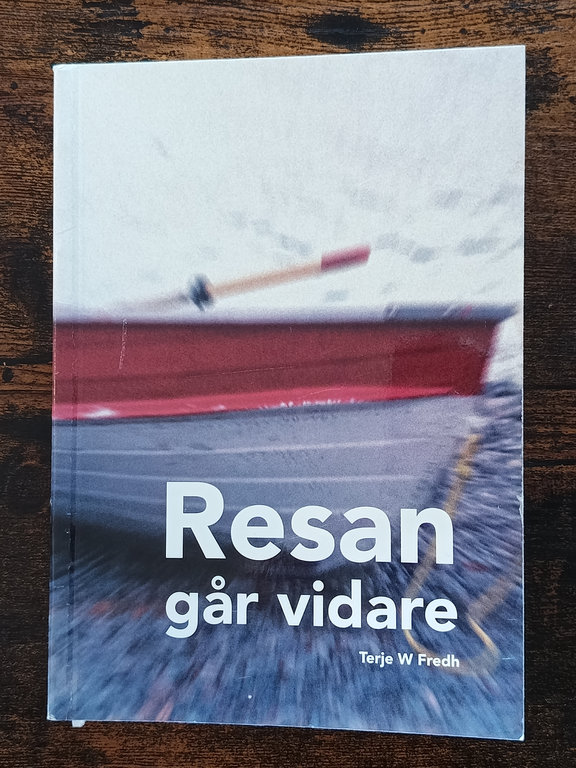 Resan
går vidare
Terje W Fredh